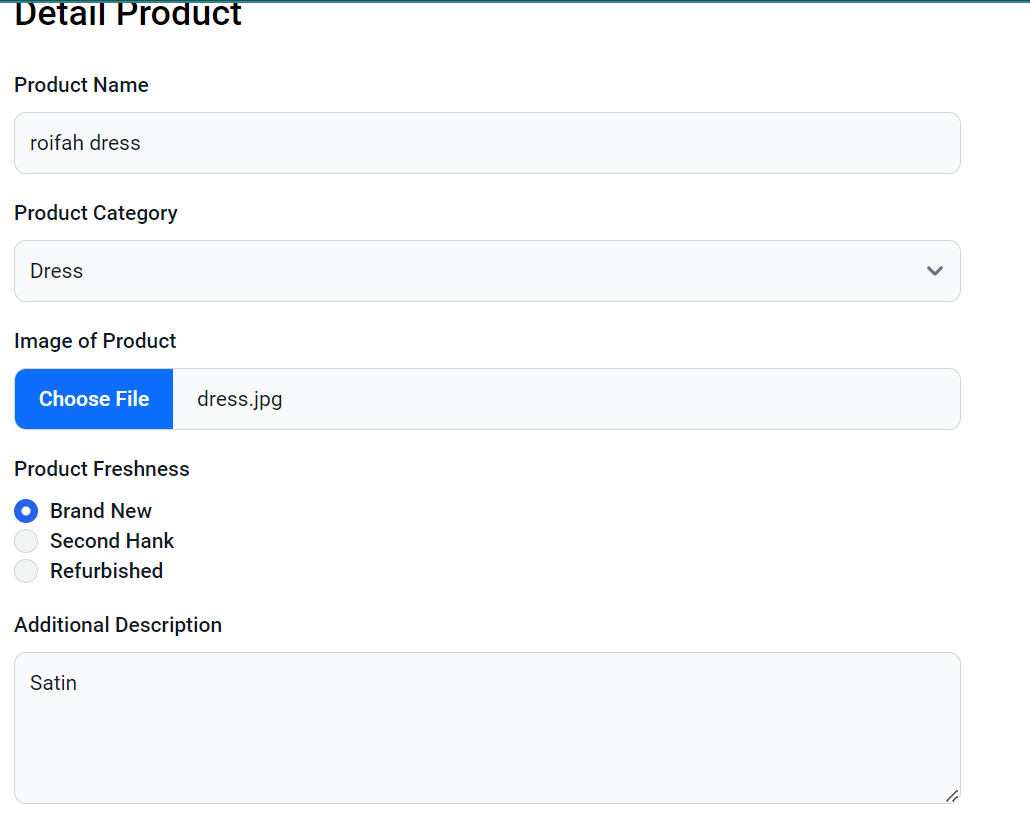 Detail Product
Product Name
roifah dress
Product Category
Dress
Image of Product
Choose File dress.jpg
Product Freshness
Brand New
Second Hank
Refurbished
Additional Description
Satin